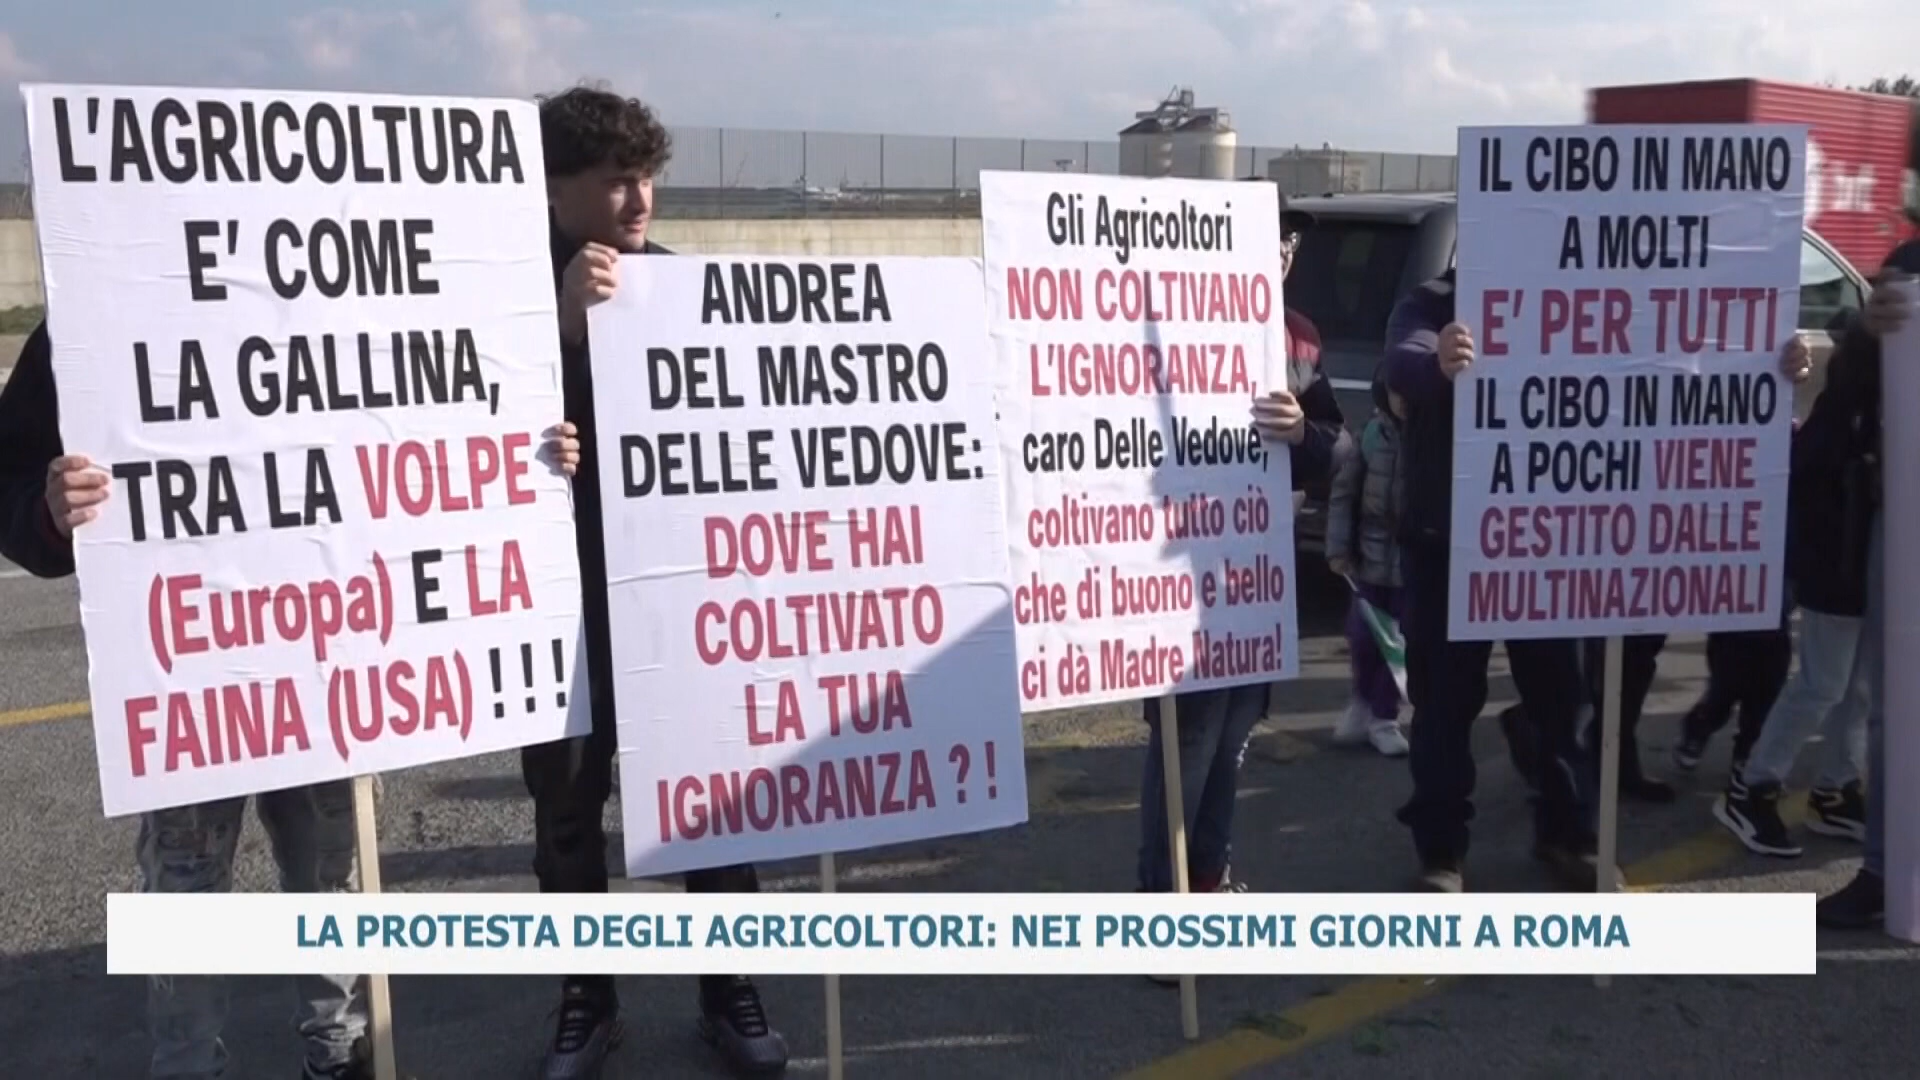 L'AGRICOLTURA
E' COME
LA GALLINA,
TRA LA VOLPE
(Europa) E LA
FAINA (USA) !!!
ANDREA
DEL MASTRO
DELLE VEDOVE:
DOVE HAI
COLTIVATO
LA TUA
IGNORANZA ? !
Gli Agricoltori
NON COLTIVANO
L'IGNORANZA,
caro Delle Vedove,
coltivano tutto ciò
che di buono e bello
ci dà Madre Natura!
IL CIBO IN MANO
A MOLTI
E' PER TUTTI
IL CIBO IN MANO
A POCHI VIENE
GESTITO DALLE
MULTINAZIONALI
LA PROTESTA DEGLI AGRICOLTORI: NEI PROSSIMI GIORNI A ROMA